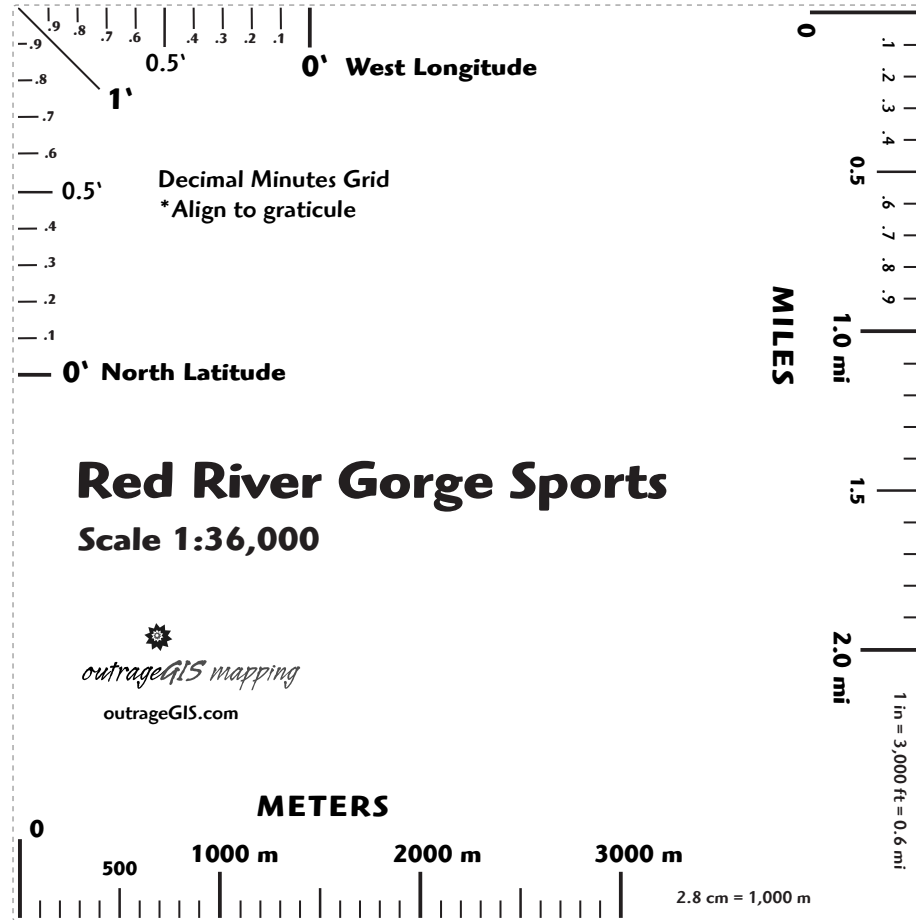 .9 .8 .7 .6 0.5' .4 .3 .2 .1 0' West Longitude
1'
.9
.8
.7
.6
0.5'
.4
.3
.2
.1
0' North Latitude
Decimal Minutes Grid
*Align to graticule
0
.1
.2
.3
.4
0.5
.6
.7
.8
.9
1.0 mi
MILES
1.5
2.0 mi
1 in = 3,000 ft = 0.6 mi
Red River Gorge Sports
Scale 1:36,000
outrageGIS mapping
outrageGIS.com
METERS
0
500
1000 m
2000 m
3000 m
2.8 cm = 1,000 m